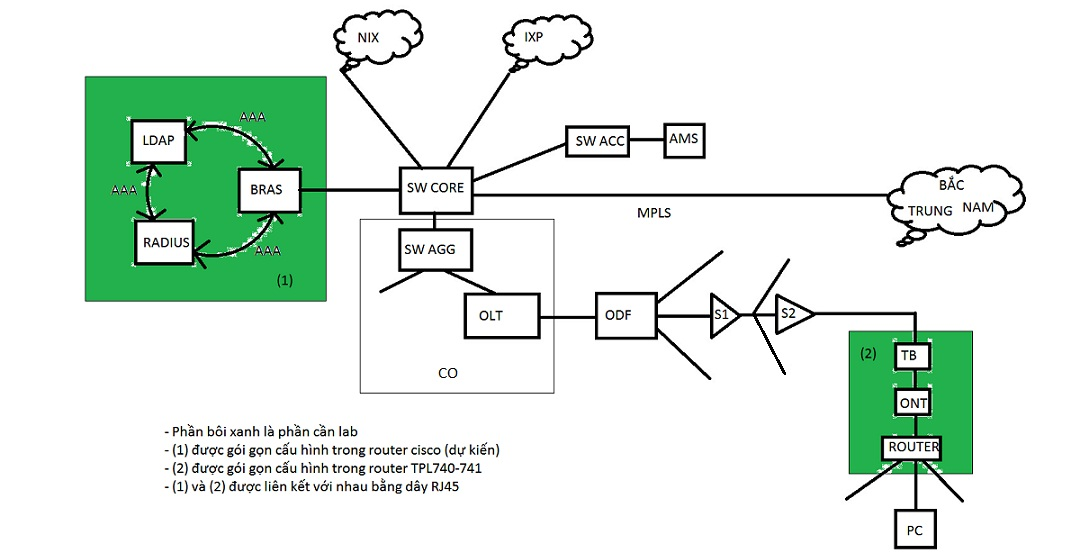 NIX
IXP
LDAP
AAA
AAA
BRAS
RADIUS
AAA
(1)
SW CORE
SW ACC
AMS
MPLS
BẮC
TRUNG NAM
SW AGG
OLT
CO
ODF
S1
S2
(2)
TB
ONT
ROUTER
PC
- Phần bôi xanh là phần cần lab
- (1) được gói gọn cấu hình trong router cisco (dự kiến)
- (2) được gói gọn cấu hình trong router TPL740-741
- (1) và (2) được liên kết với nhau bằng dây RJ45